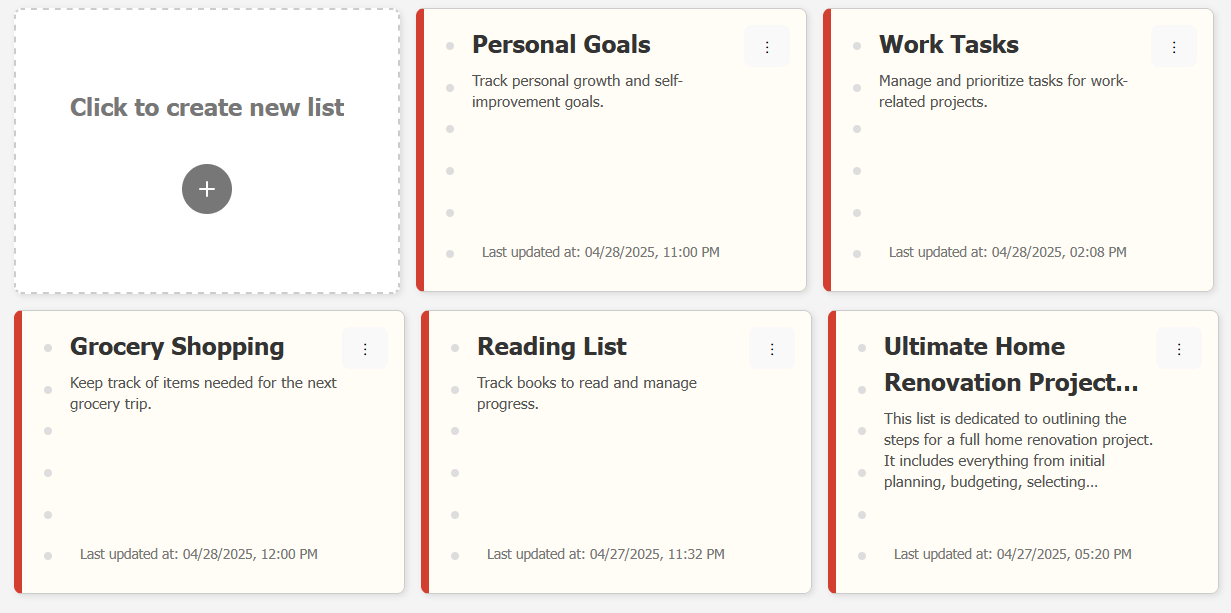 Click to create new list
+
Personal Goals
Track personal growth and self-
improvement goals.
Last updated at: 04/28/2025, 11:00 PM
Work Tasks
Manage and prioritize tasks for work-
related projects.
Last updated at: 04/28/2025, 02:08 PM
Grocery Shopping
Keep track of items needed for the next
grocery trip.
Last updated at: 04/28/2025, 12:00 PM
Reading List
Track books to read and manage
progress.
Last updated at: 04/27/2025, 11:32 PM
Ultimate Home
Renovation Project...
This list is dedicated to outlining the
steps for a full home renovation project.
It includes everything from initial
planning, budgeting, selecting...
Last updated at: 04/27/2025, 05:20 PM